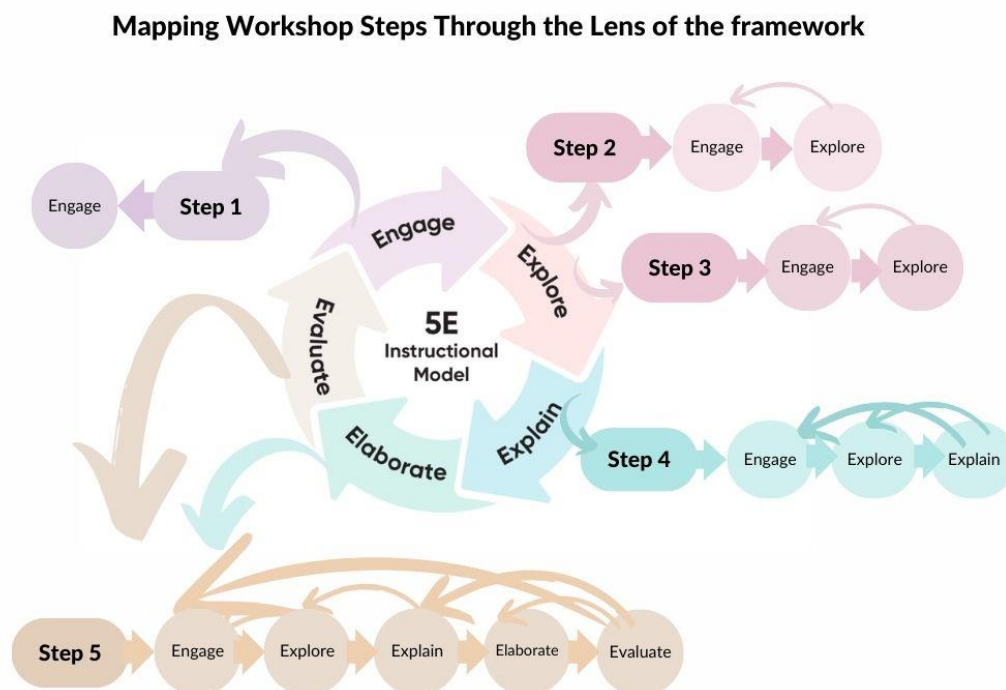 Mapping Workshop Steps Through the Lens of the framework
Step 1
Engage
Step 2
Engage
Explore
Step 3
Engage
Explore
Engage
Explore
Explain
Elaborate
Evaluate
5E
Instructional
Model
Step 4
Engage
Explore
Explain
Step 5
Engage
Explore
Explain
Elaborate
Evaluate